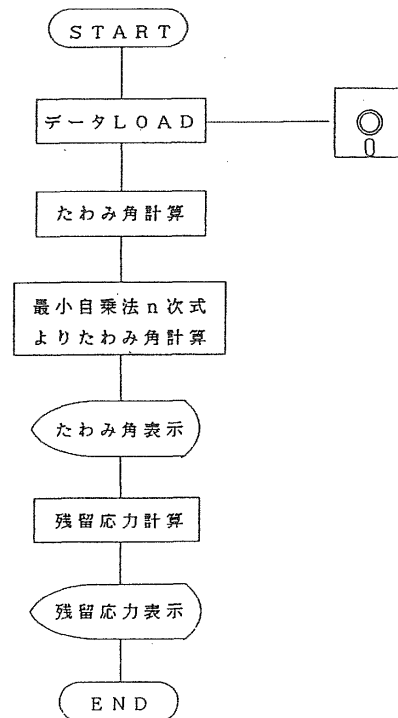 START
データLOAD
たわみ角計算
最小自乗法n次式
よりたわみ角計算
たわみ角表示
残留応力計算
残留応力表示
END